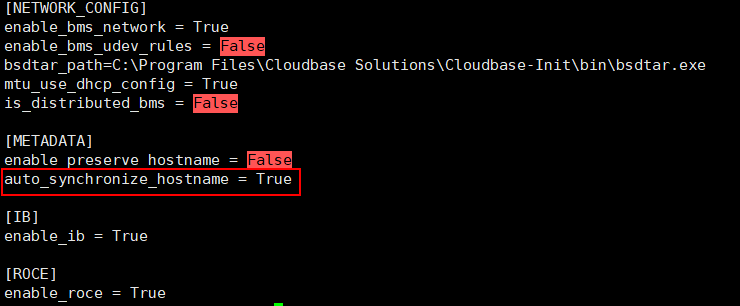 [NETWORK_CONFIG]
enable_bms_network = True
enable_bms_udev_rules = False
bsdtar_path=C:\Program Files\Cloudbase Solutions\Cloudbase-Init\bin\bsdtar.exe
mtu_use_dhcp_config = True
is_distributed_bms = False
[METADATA]
enable_preserve_hostname = False
auto_synchronize_hostname = True
[IB]
enable_ib = True
[ROCE]
enable_roce = True